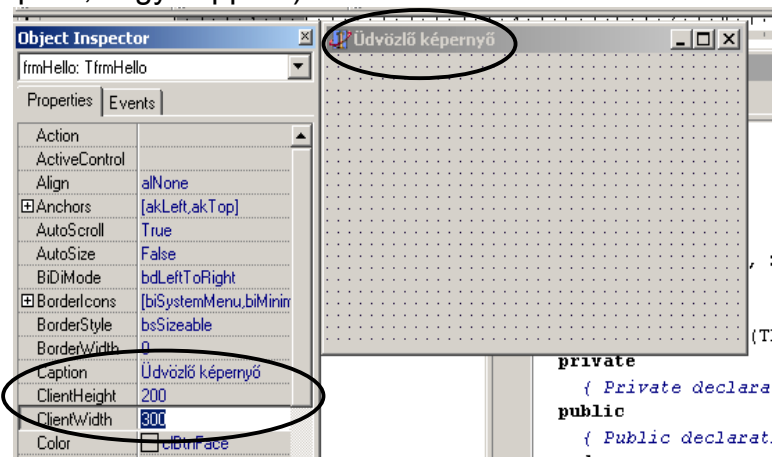 Object Inspector
frmHello: TfrmHello
Properties Events
Action
ActiveControl
Align alNone
Anchors [akLeft,akTop]
AutoScroll True
AutoSize False
BiDiMode bdLeftToRight
BorderIcons [biSystemMenu,biMinim
BorderStyle bsSizeable
BorderWidth 0
Caption Üdvözlő képernyő
ClientHeight 200
ClientWidth 300
Color clBtnFace
Üdvözlő képernyő
private
{ Private declara
public
{ Public declarat